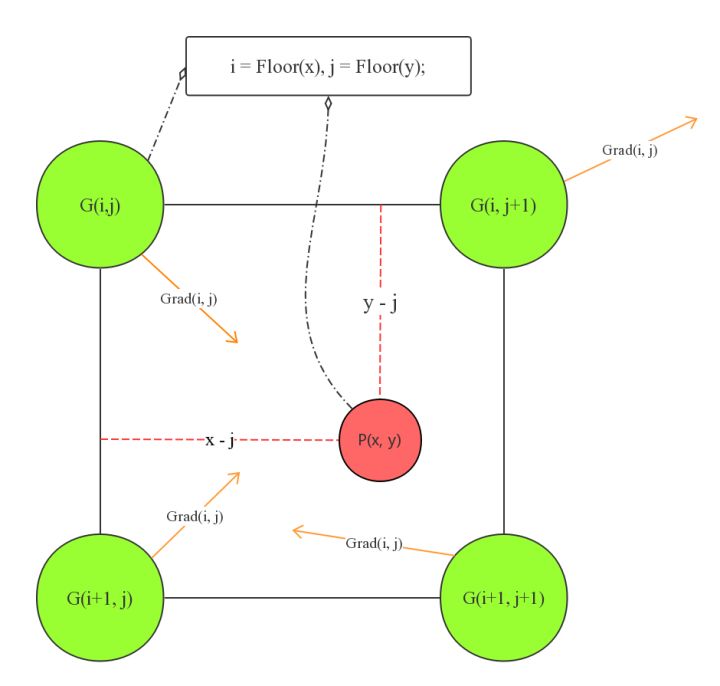 i = Floor(x), j = Floor(y);
Grad(i, j)
G(i,j)
G(i, j+1)
Grad(i, j)
y - j
x - j
P(x, y)
Grad(i, j)
Grad(i, j)
G(i+1, j)
G(i+1, j+1)